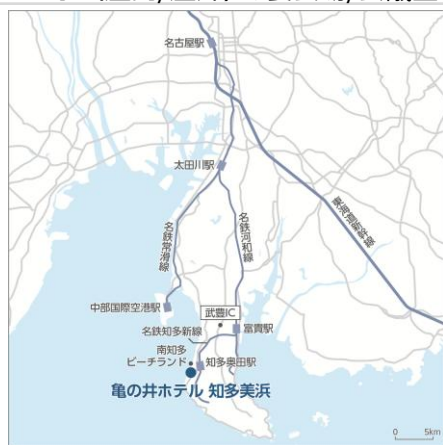 名古屋駅
太田川駅
東海道新幹線
名鉄常滑線
名鉄河和線
中部国際空港駅
武豊IC
名鉄知多新線
富貴駅
南知多
ビーチランド
知多奥田駅
亀の井ホテル 知多美浜
0 5km